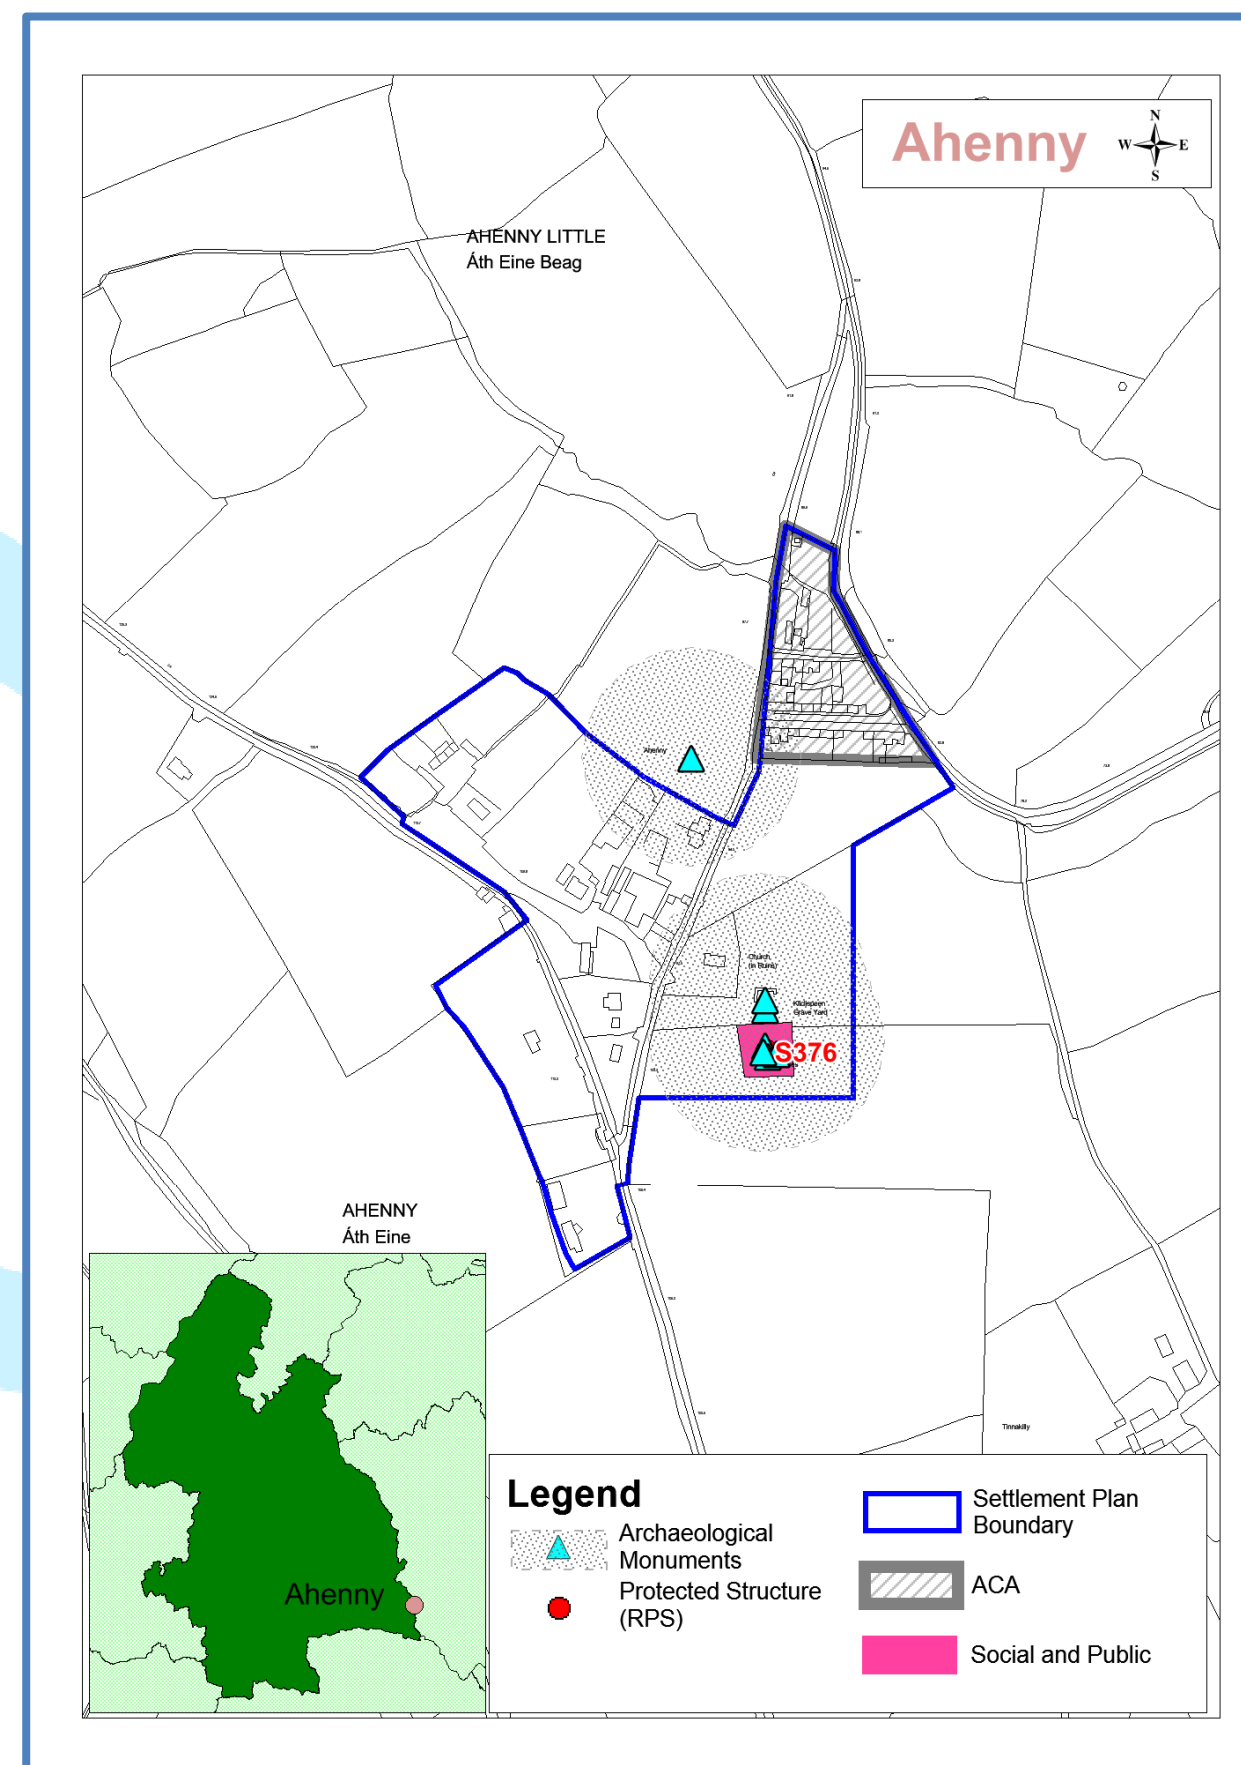 Ahenny
N
W E
S
AHENNY LITTLE
Áth Eine Beag
Ahenny
Church
(in Ruins)
Grave Yard
S376
AHENNY
Áth Eine
Tinnakilly
Ahenny
Legend
Archaeological
Monuments
Protected Structure
(RPS)
Settlement Plan
Boundary
ACA
Social and Public